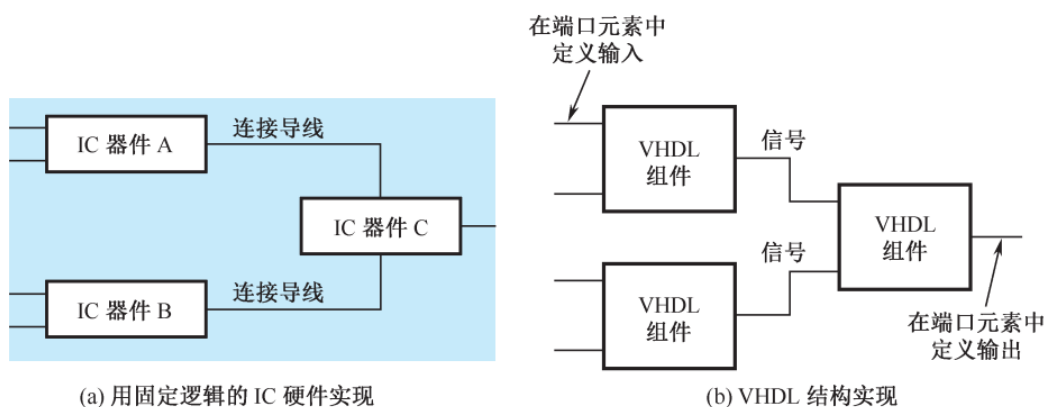 在端口元素中
定义输入
IC 器件 A
连接导线
IC 器件 C
连接导线
IC 器件 B
(a) 用固定逻辑的 IC 硬件实现
VHDL
组件
信号
VHDL
组件
信号
VHDL
组件
在端口元素中
定义输出
(b) VHDL 结构实现